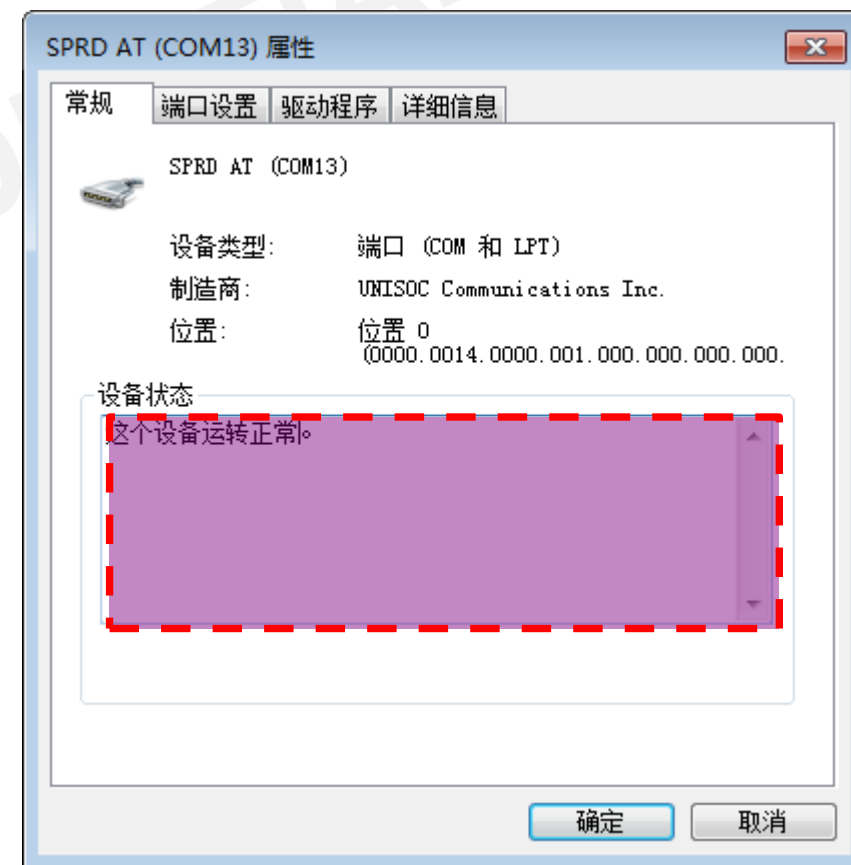 SPRD AT (COM13) 属性
常规 端口设置 驱动程序 详细信息
SPRD AT (COM13)
设备类型: 端口 (COM 和 LPT)
制造商: UNISOC Communications Inc.
位置: 位置 0
(0000.0014.0000.001.000.000.000.000.
设备状态
这个设备运转正常。
确定 取消